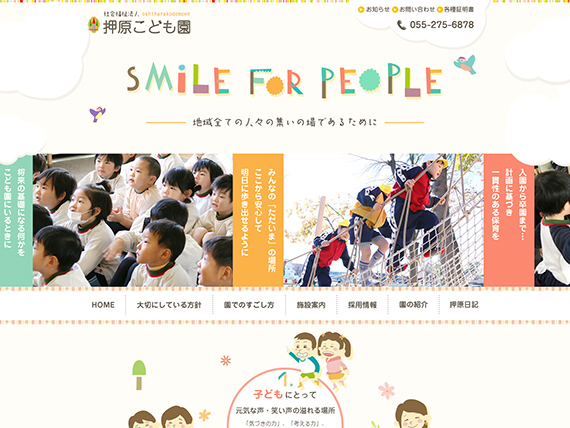 社会福祉法人 oshiharakodomoen
押原こども園
お知らせ お問い合わせ 各種証明書
055-275-6878
SMiLE FOR PEOPLE
地域全ての人々の集いの場であるために
将来の基礎になる何かを
こども園にいるときに
みんなの「ただいま」の場所
ここから安心して
明日に歩き出せるように
入園から卒園まで…
計画に基づき
一貫性のある保育を
HOME 大切にしている方針 園でのすごし方 施設案内 採用情報 園の紹介 押原日記
1.
子どもにとって
元気な声・笑い声の溢れる場所
「気づきの力」、「考える力」、